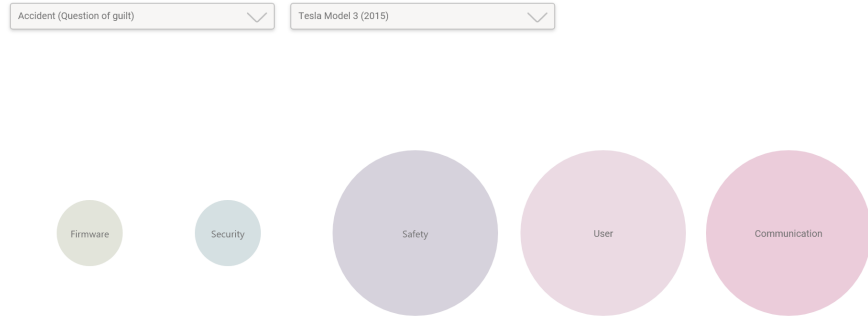 Accident (Question of guilt)
Tesla Model 3 (2015)
Firmware
Security
Safety
User
Communication